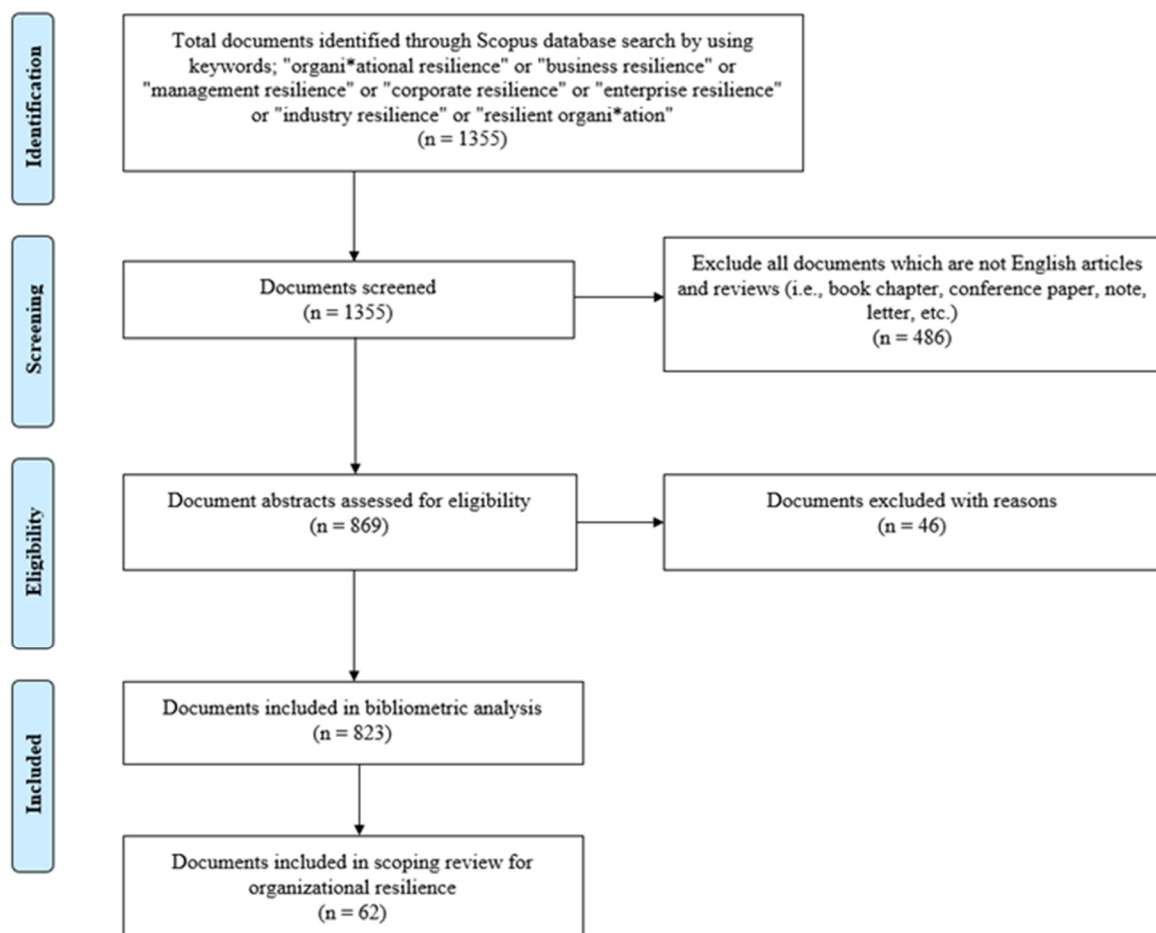 Identification
Total documents identified through Scopus database search by using
keywords; "organi*ational resilience" or "business resilience" or
"management resilience" or "corporate resilience" or "enterprise resilience"
or "industry resilience" or "resilient organi*ation"
(n = 1355)
Screening
Documents screened
(n = 1355)
Exclude all documents which are not English articles
and reviews (i.e., book chapter, conference paper, note,
letter, etc.)
(n = 486)
Eligibility
Document abstracts assessed for eligibility
(n = 869)
Documents excluded with reasons
(n = 46)
Included
Documents included in bibliometric analysis
(n = 823)
Documents included in scoping review for
organizational resilience
(n = 62)